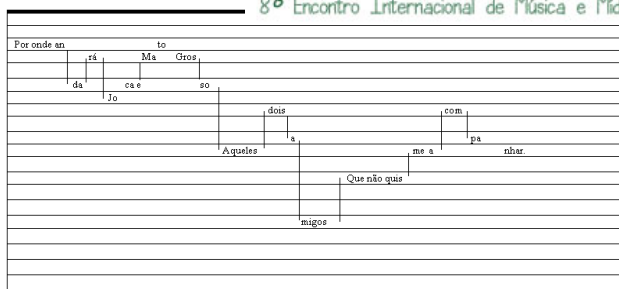 8º Encontro Internacional de Música e Míd
Por onde an to
rá Ma Gros
da ca e so
Jo
dois com
a pa
Aqueles me a nhar.
Que não quis
migos